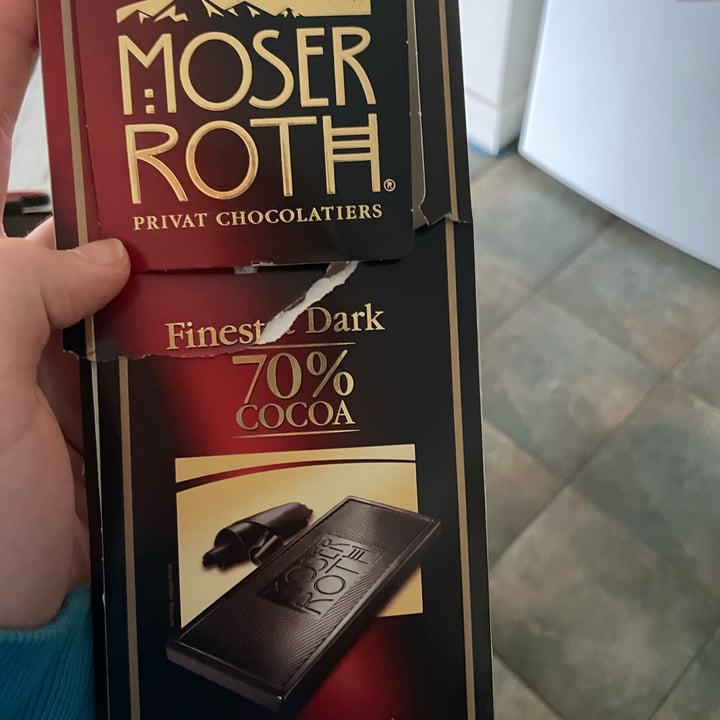 MOSER
ROTH®
PRIVAT CHOCOLATIERS
Finest Dark
70%
COCOA
MOSER
ROTH